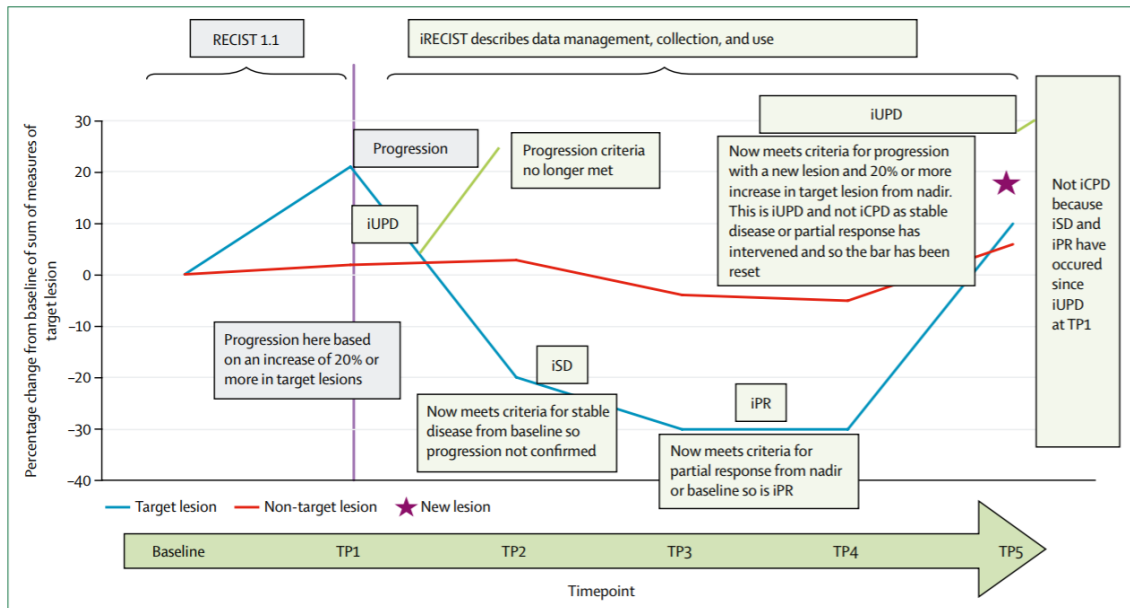 RECIST 1.1
iRECIST describes data management, collection, and use
Percentage change from baseline of sum of measures of
target lesion
30
20
10
0
−10
−20
−30
−40
Progression
iUPD
Progression criteria
no longer met
Progression here based
on an increase of 20% or
more in target lesions
iSD
Now meets criteria for stable
disease from baseline so
progression not confirmed
iPR
Now meets criteria for
partial response from nadir
or baseline so is iPR
iUPD
Now meets criteria for progression
with a new lesion and 20% or more
increase in target lesion from nadir.
This is iUPD and not iCPD as stable
disease or partial response has
intervened and so the bar has been
reset
Not iCPD
because
iSD and
iPR have
occured
since
iUPD
at TP1
Target lesion
Non-target lesion
New lesion
Baseline
TP1
TP2
TP3
TP4
TP5
Timepoint